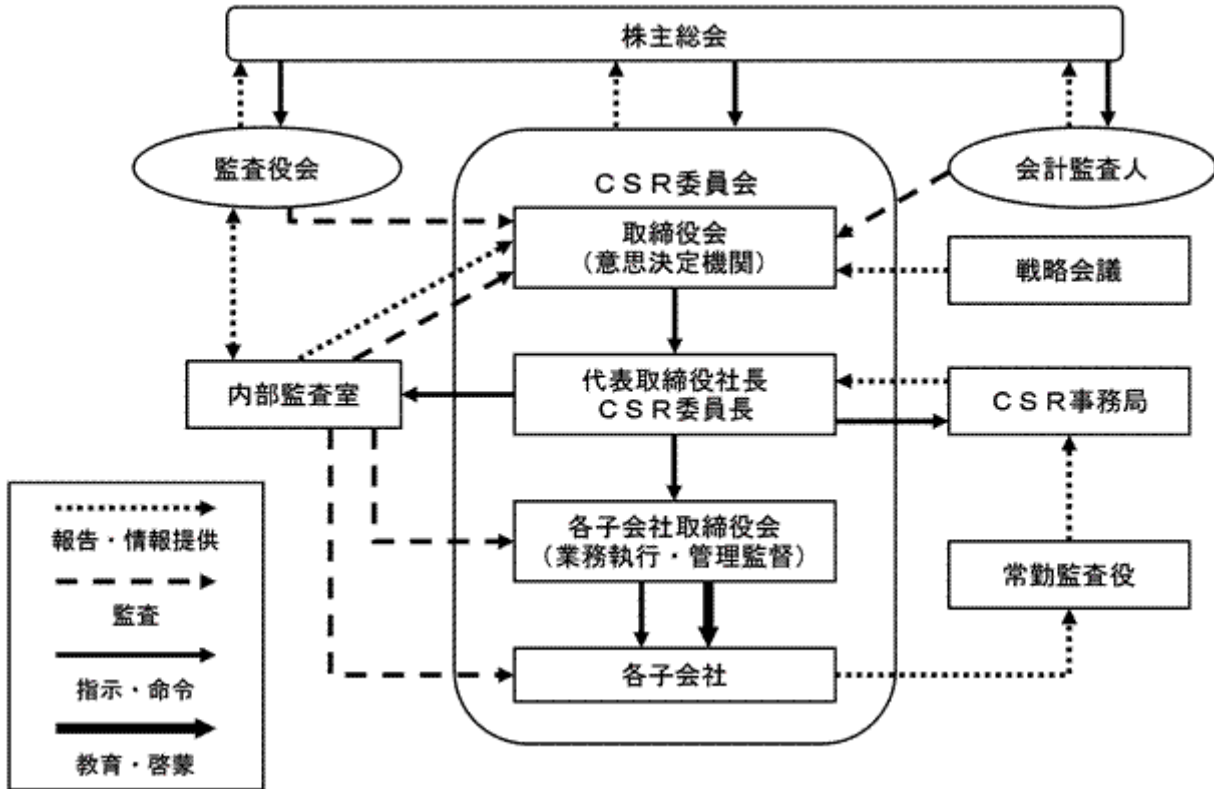 株主総会
監査役会
CSR委員会
会計監査人
取締役会
(意思決定機関)
戦略会議
内部監査室
代表取締役社長
CSR委員長
CSR事務局
報告・情報提供
監査
指示・命令
教育・啓蒙
各子会社取締役会
(業務執行・管理監督)
常勤監査役
各子会社